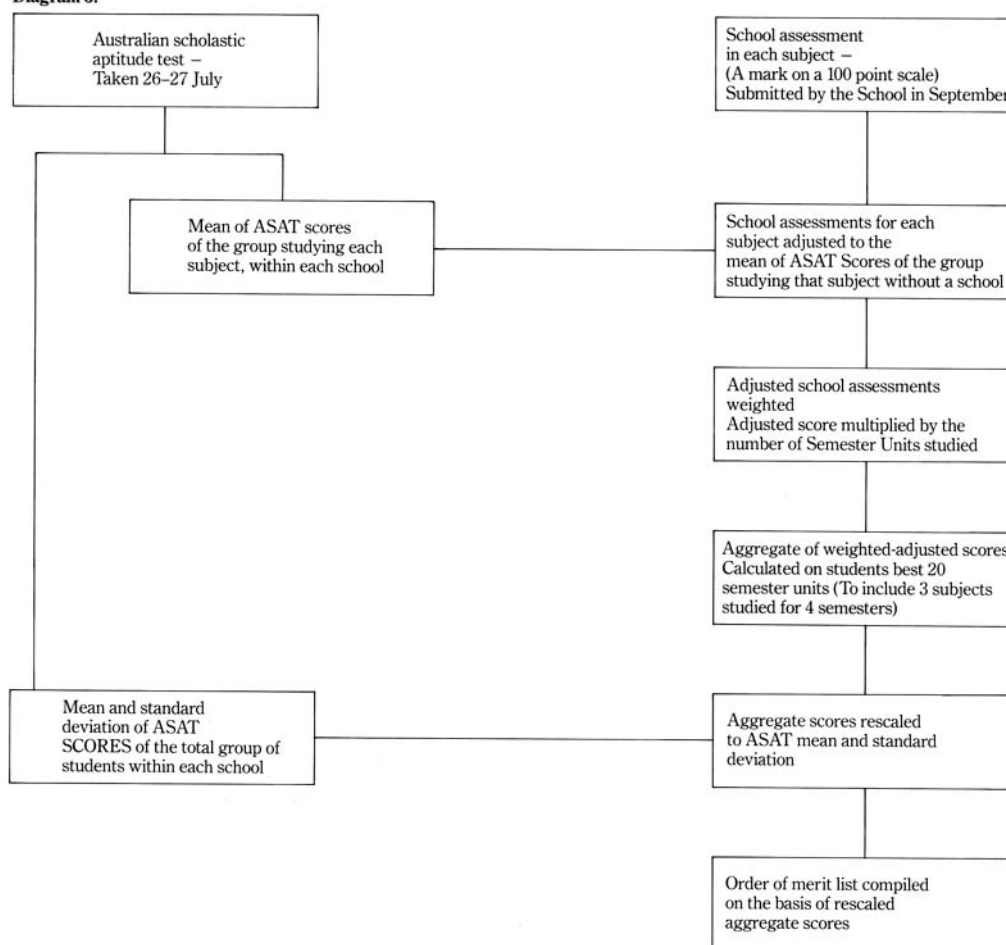 Australian scholastic
aptitude test –
Taken 26–27 July
School assessment
in each subject –
(A mark on a 100 point scale)
Submitted by the School in September
Mean of ASAT scores
of the group studying each
subject, within each school
School assessments for each
subject adjusted to the
mean of ASAT Scores of the group
studying that subject without a school
Adjusted school assessments
weighted
Adjusted score multiplied by the
number of Semester Units studied
Aggregate of weighted-adjusted scores
Calculated on students best 20
semester units (To include 3 subjects
studied for 4 semesters)
Mean and standard
deviation of ASAT
SCORES of the total group of
students within each school
Aggregate scores rescaled
to ASAT mean and standard
deviation
Order of merit list compiled
on the basis of rescaled
aggregate scores